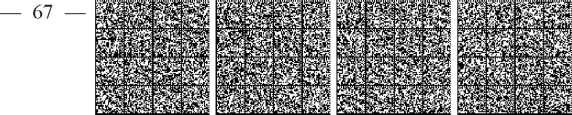 — 67 —